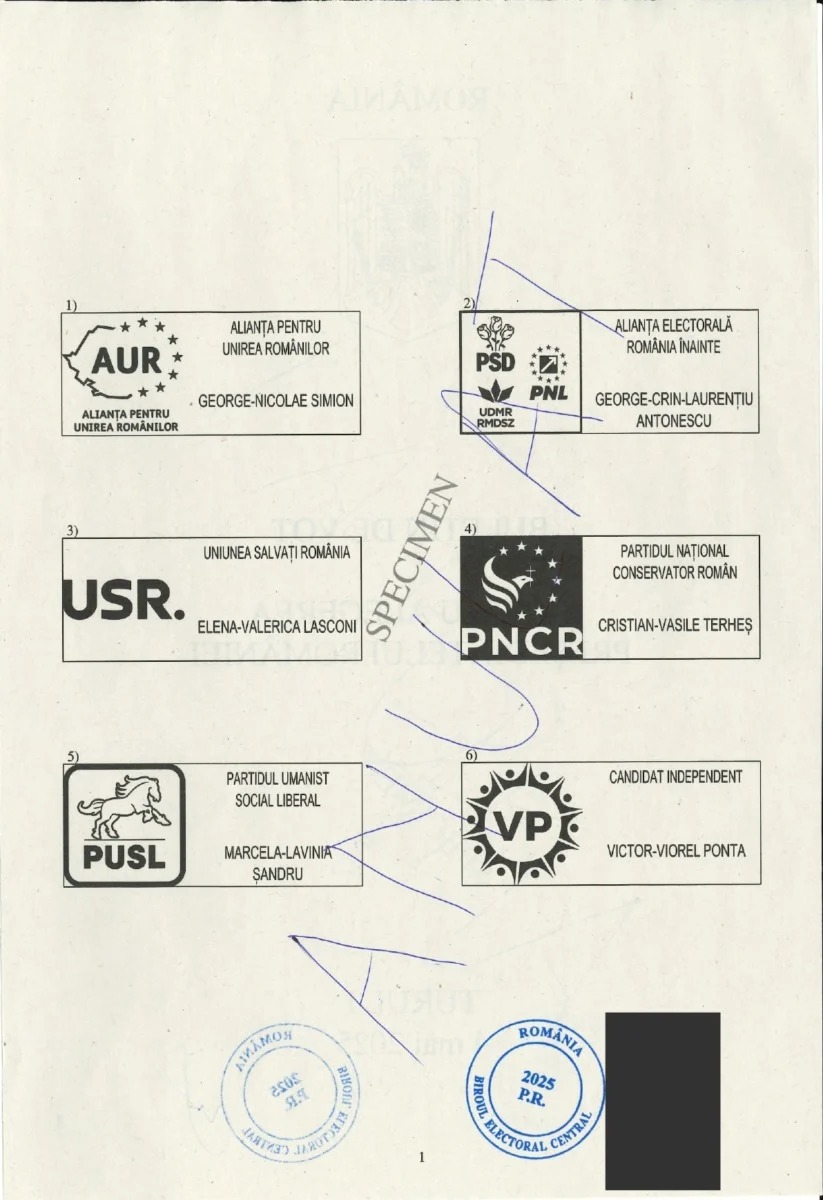 1)
AUR
ALIANȚA PENTRU
UNIREA ROMÂNILOR
ALIANȚA PENTRU
UNIREA ROMÂNILOR
GEORGE-NICOLAE SIMION
2)
PSD
PNL
UDMR
RMDSZ
ALIANȚA ELECTORALĂ
ROMÂNIA ÎNAINTE
GEORGE-CRIN-LAURENȚIU
ANTONESCU
3)
USR.
UNIUNEA SALVAȚI ROMÂNIA
ELENA-VALERICA LASCONI
SPECIMEN
ANULAT
4)
PNCR
PARTIDUL NAȚIONAL
CONSERVATOR ROMÂN
CRISTIAN-VASILE TERHEȘ
5)
PUSL
PARTIDUL UMANIST
SOCIAL LIBERAL
MARCELA-LAVINIA
ȘANDRU
6)
VP
CANDIDAT INDEPENDENT
VICTOR-VIOREL PONTA
ROMÂNIA
2025
P.R.
BIROUL ELECTORAL CENTRAL
1